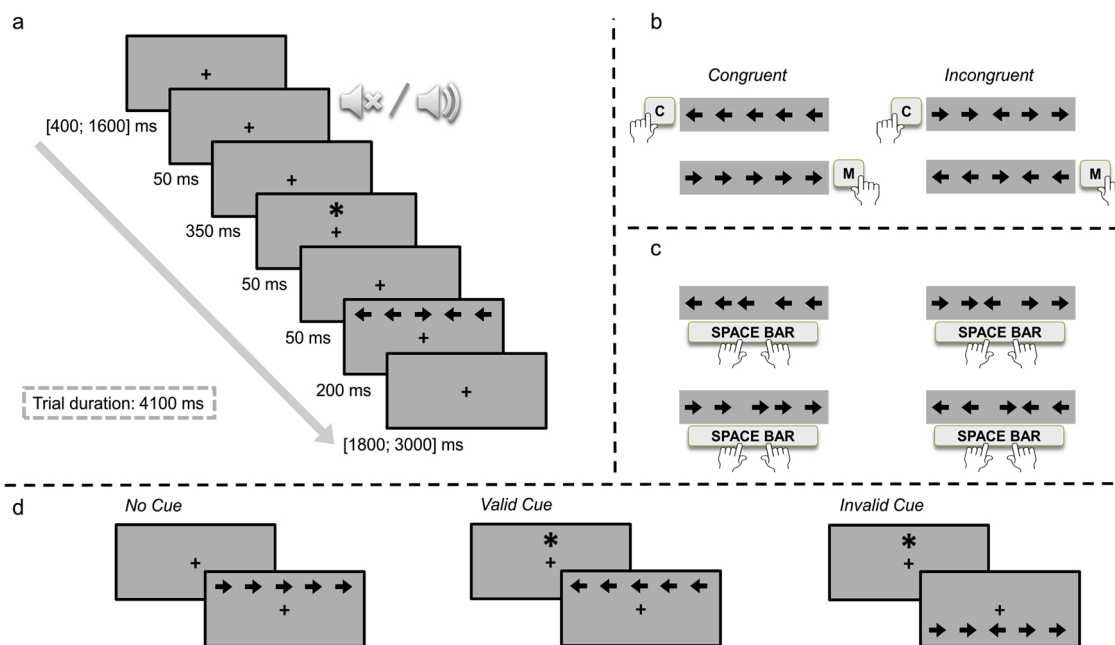 a
+
+
[400; 1600] ms
+
50 ms
*
+
350 ms
+
50 ms
+
50 ms
+
200 ms
[1800; 3000] ms
Trial duration: 4100 ms
b
Congruent
Incongruent
C
C
M
M
c
SPACE BAR
SPACE BAR
SPACE BAR
SPACE BAR
d
No Cue
Valid Cue
Invalid Cue
+
+
*
+
+
*
+
+